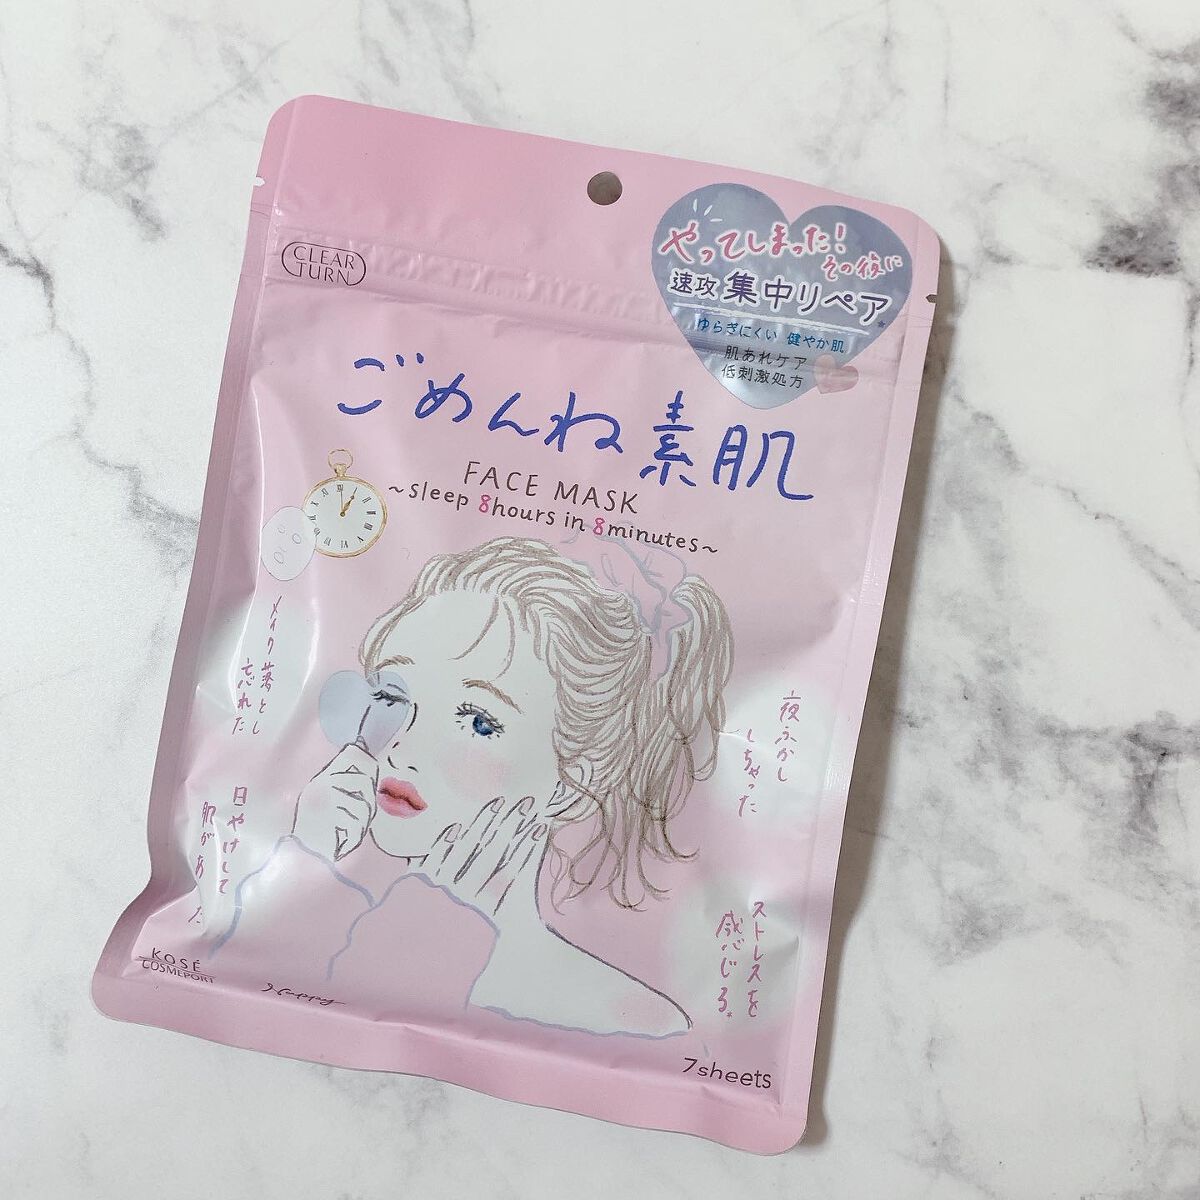 CLEAR
TURN
やってしまった!
その夜に
速攻 集中リペア*
ゆらぎにくい 健やか肌
肌あれケア
低刺激処方
ごめんね素肌
FACE MASK
~sleep 8hours in 8minutes~
メイク落とし
忘れた
夜ふかし
しちゃった
日やけして
肌があ
た
ストレスを
感じる。
KOSÉ
COSMEPORT
7sheets